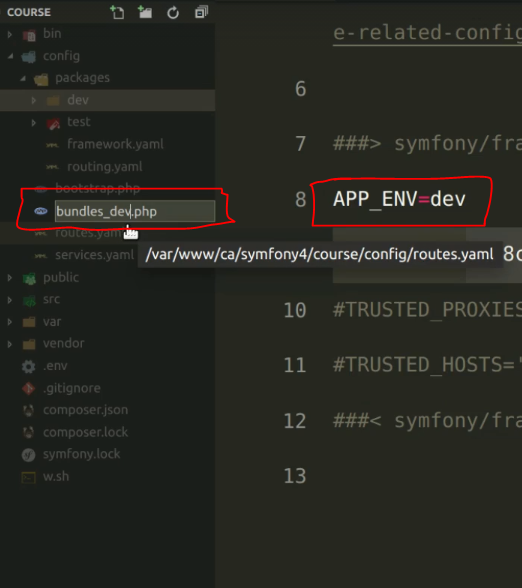 COURSE
bin
config
packages
dev
test
framework.yaml
routing.yaml
bootstrap.php
bundles_dev.php
routes.yaml
services.yaml
public
src
var
vendor
.env
.gitignore
composer.json
composer.lock
symfony.lock
w.sh
/var/www/ca/symfony4/course/config/routes.yaml
e-related-config
6
7 ###> symfony/fra
8 APP_ENV=dev
10 #TRUSTED_PROXIES
11 #TRUSTED_HOSTS='
12 ###< symfony/fra
13